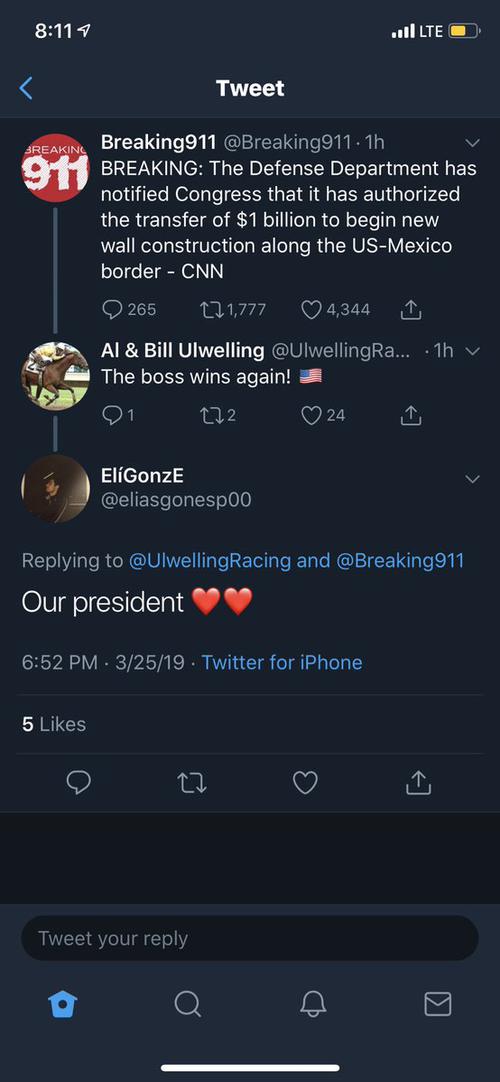 8:11
LTE
Tweet
BREAKING
911
Breaking911 @Breaking911 · 1h
BREAKING: The Defense Department has
notified Congress that it has authorized
the transfer of $1 billion to begin new
wall construction along the US-Mexico
border - CNN
265 1,777 4,344
Al & Bill Ulwelling @UlwellingRa... · 1h
The boss wins again! 🇺🇸
1 2 24
ElíGonzE
@eliasgonesp00
Replying to @UlwellingRacing and @Breaking911
Our president ❤️❤️
6:52 PM · 3/25/19 · Twitter for iPhone
5 Likes
Tweet your reply